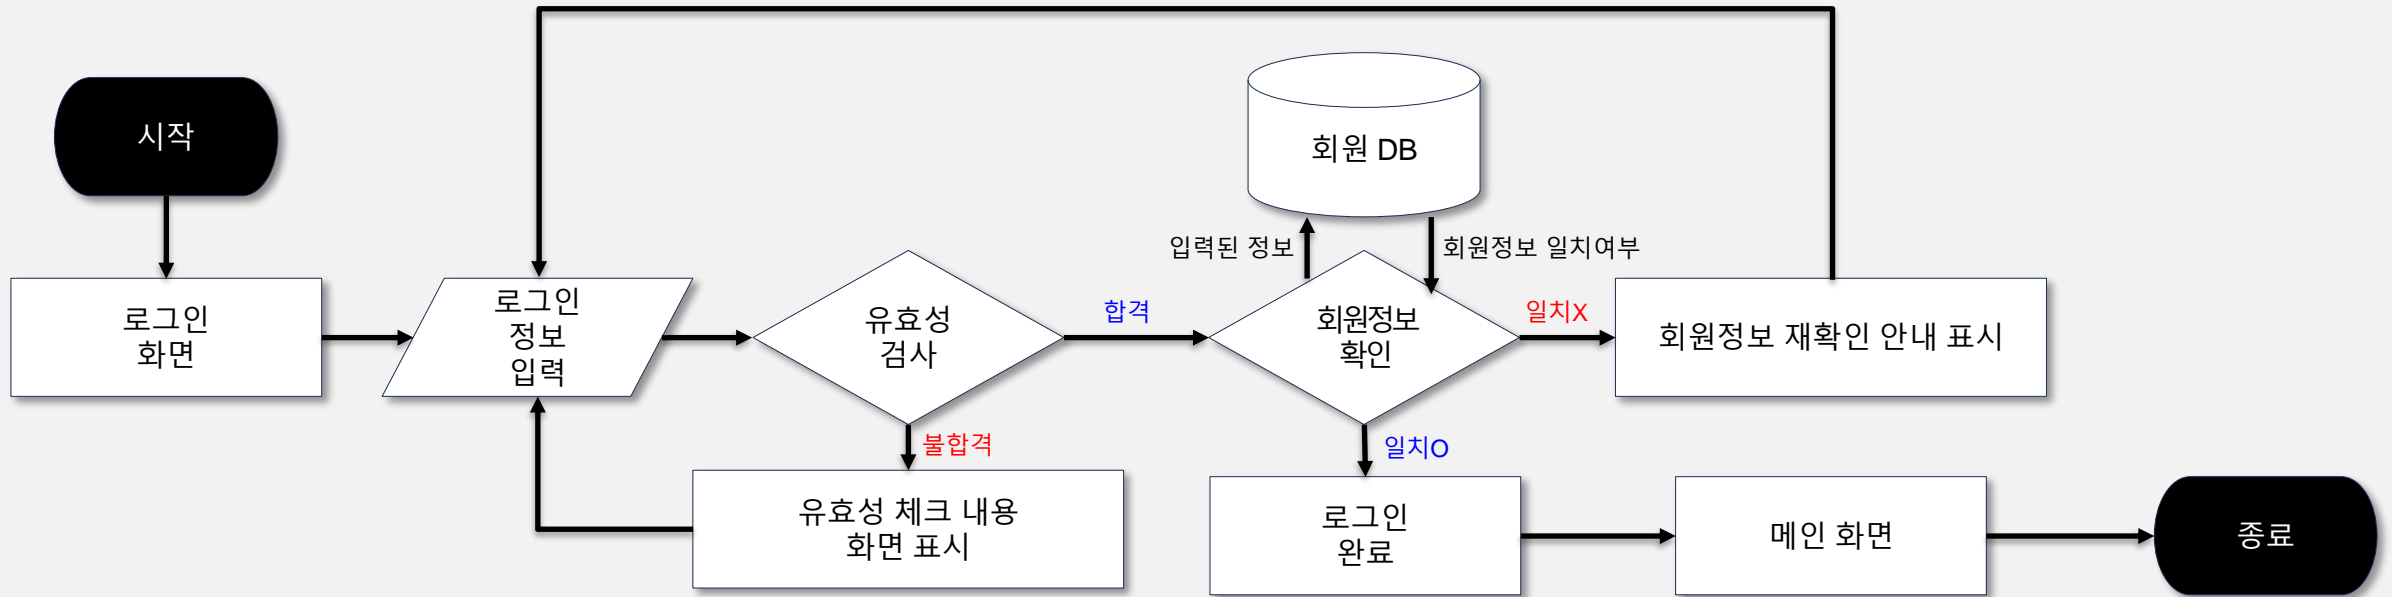 시작
회원 DB
입력된 정보
회원정보 일치여부
로그인
화면
로그인
정보
입력
유효성
검사
합격
회원정보
확인
일치X
회원정보 재확인 안내 표시
불합격
일치O
유효성 체크 내용
화면 표시
로그인
완료
메인 화면
종료